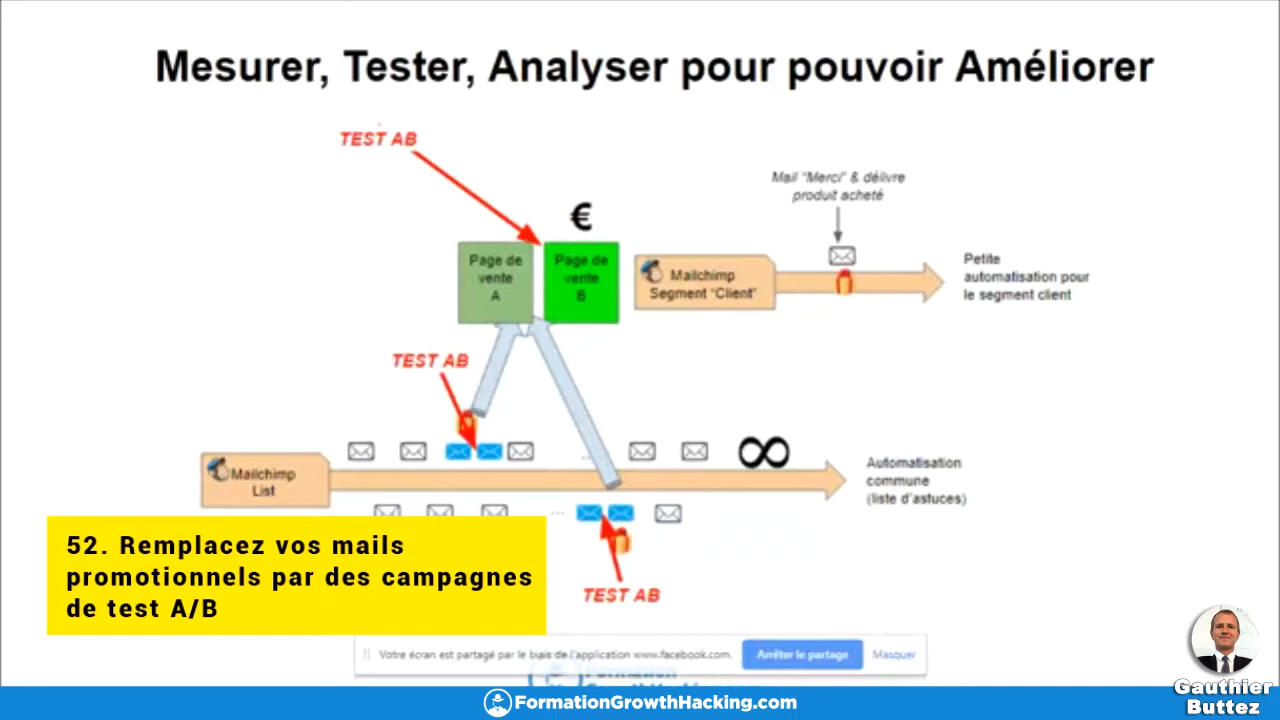 Mesurer, Tester, Analyser pour pouvoir Améliorer
TEST AB
Mail "Merci" & délivre
produit acheté
€
Page de
vente
A
Page de
vente
B
Mailchimp
Segment "Client"
Petite
automatisation pour
le segment client
TEST AB
∞
Mailchimp
List
Automatisation
commune
(liste d'astuces)
...
52. Remplacez vos mails
promotionnels par des campagnes
de test A/B
TEST AB
Votre écran est partagé par le biais de l'application www.facebook.com.
Arrêter le partage
Masquer
Gauthier
Buttez
FormationGrowthHacking.com